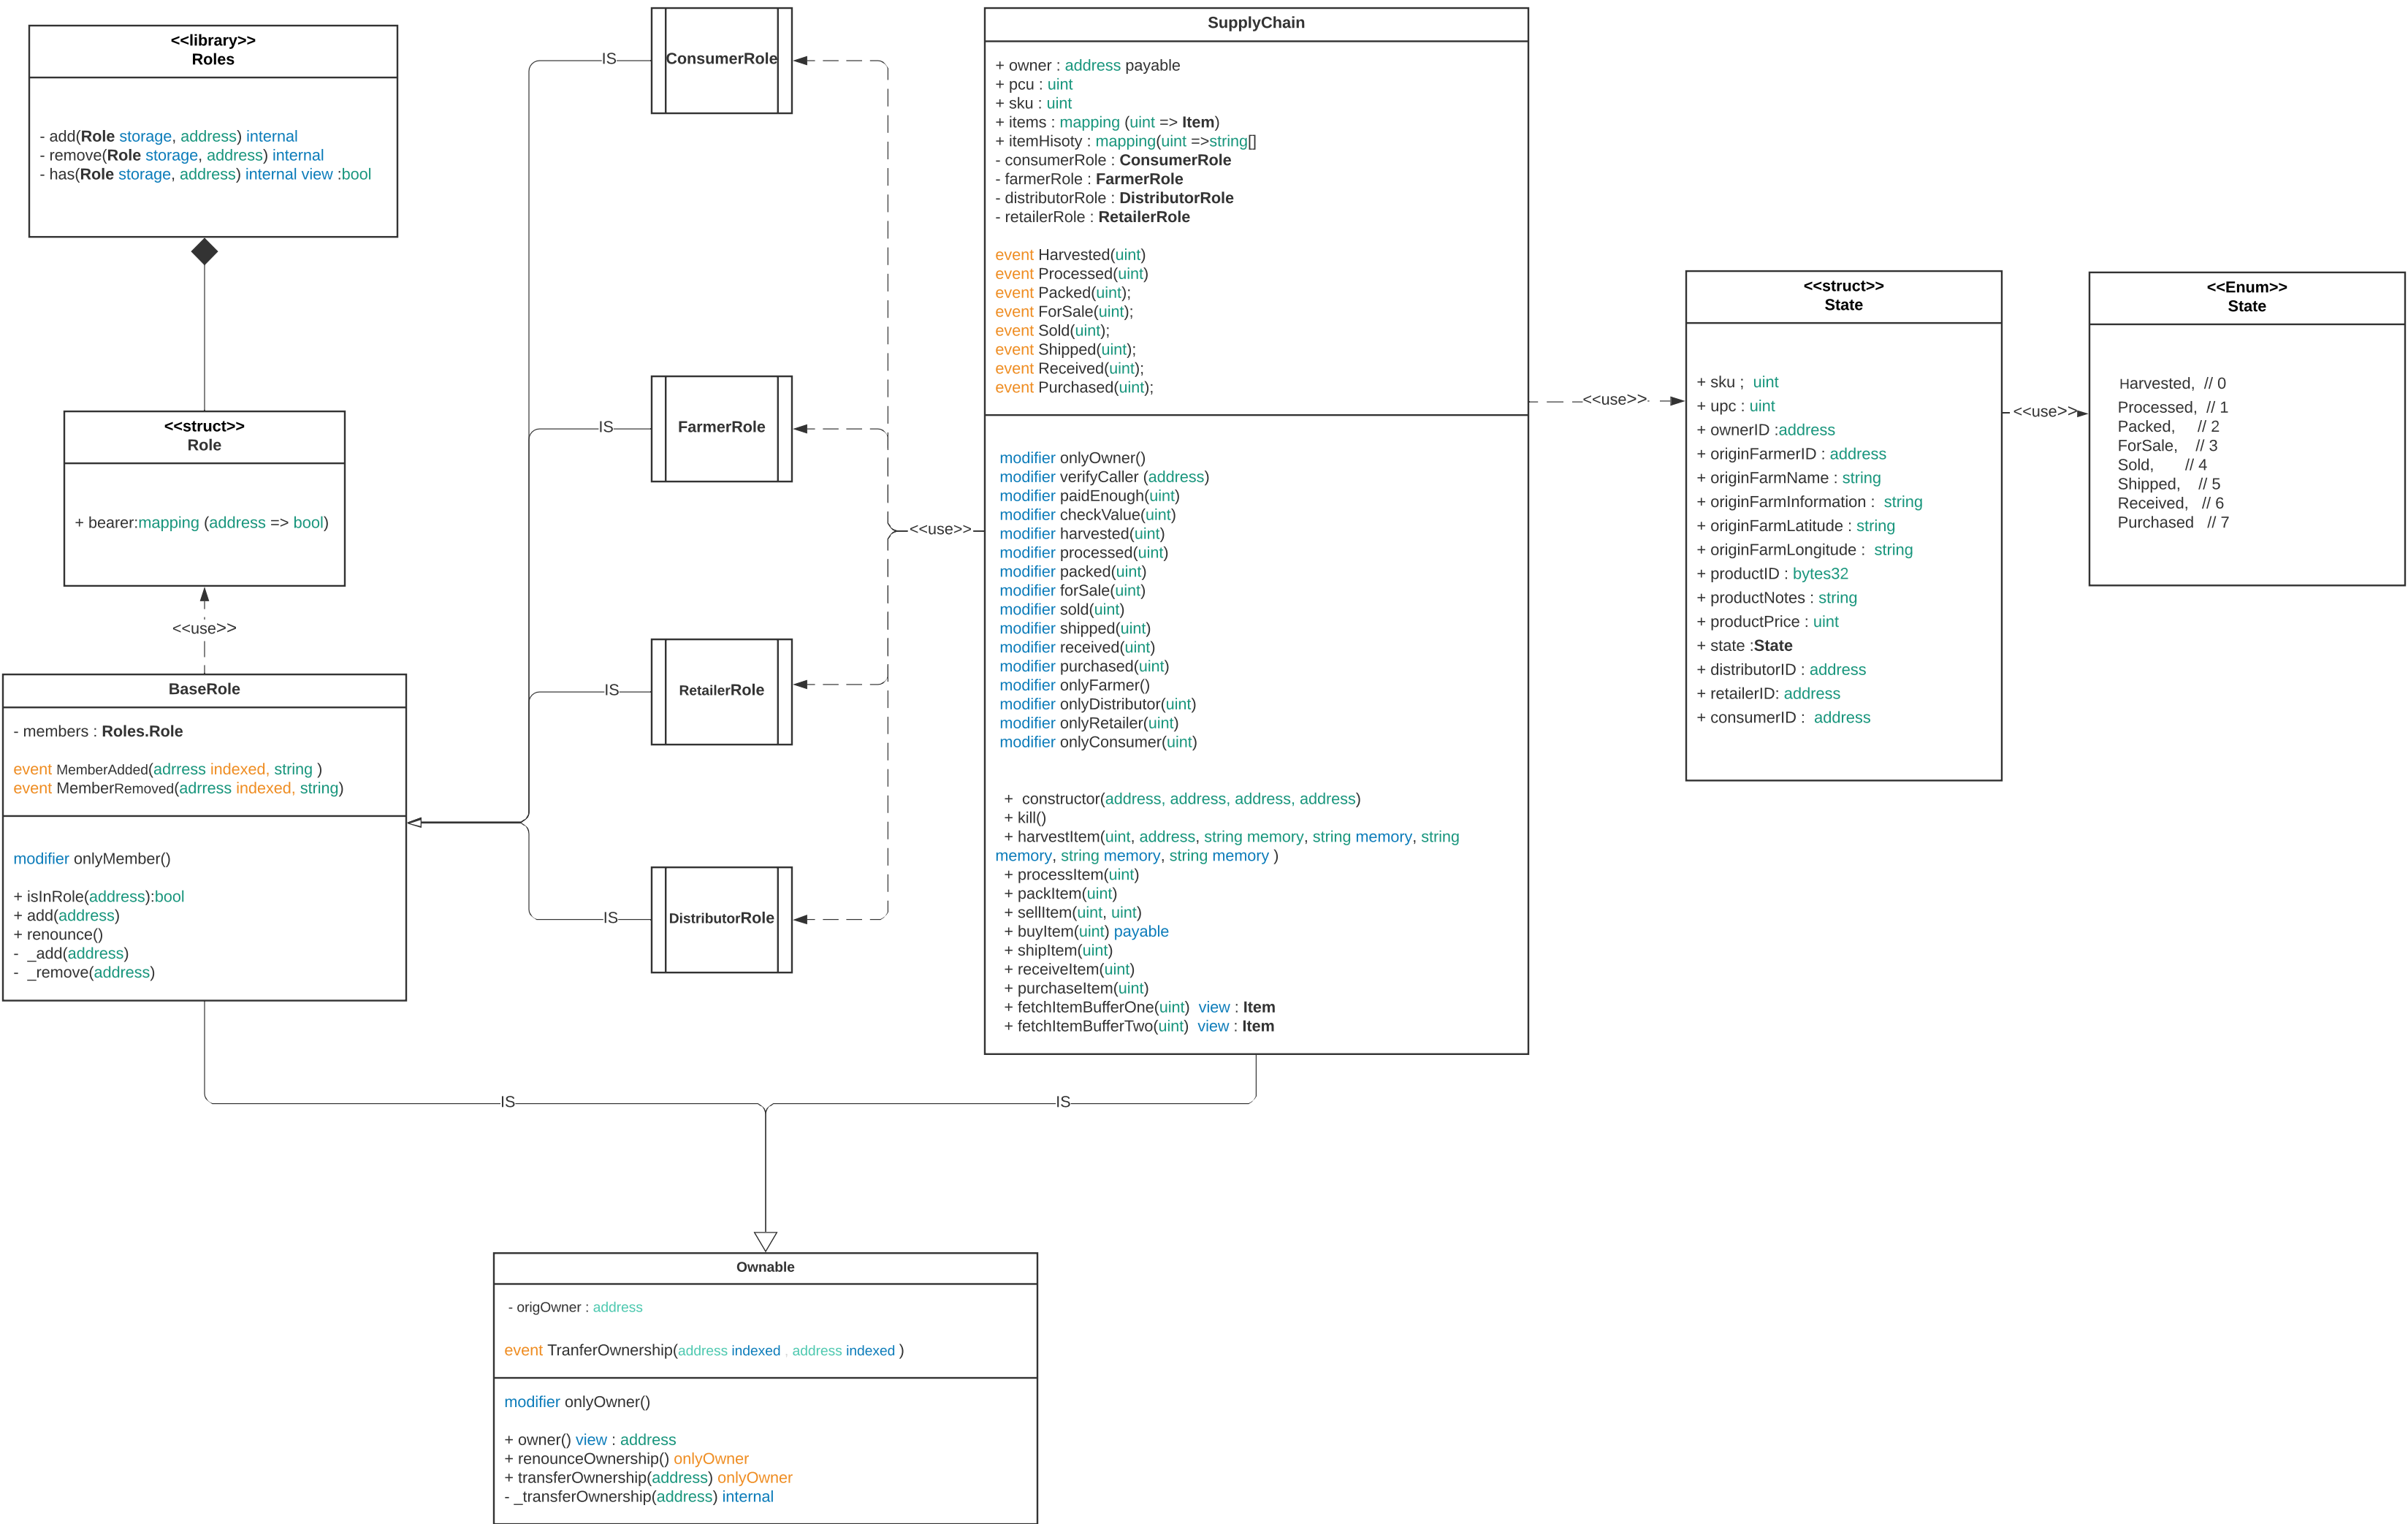 <<library>>
Roles
- add(Role storage, address) internal
- remove(Role storage, address) internal
- has(Role storage, address) internal view :bool
<<struct>>
Role
+ bearer:mapping (address => bool)
<<use>>
BaseRole
- members : Roles.Role
event MemberAdded(adrress indexed, string )
event MemberRemoved(adrress indexed, string)
modifier onlyMember()
+ isInRole(address):bool
+ add(address)
+ renounce()
- _add(address)
- _remove(address)
IS
ConsumerRole
IS
FarmerRole
IS
RetailerRole
IS
DistributorRole
<<use>>
SupplyChain
+ owner : address payable
+ pcu : uint
+ sku : uint
+ items : mapping (uint => Item)
+ itemHisoty : mapping(uint =>string[]
- consumerRole : ConsumerRole
- farmerRole : FarmerRole
- distributorRole : DistributorRole
- retailerRole : RetailerRole
event Harvested(uint)
event Processed(uint)
event Packed(uint);
event ForSale(uint);
event Sold(uint);
event Shipped(uint);
event Received(uint);
event Purchased(uint);
modifier onlyOwner()
modifier verifyCaller (address)
modifier paidEnough(uint)
modifier checkValue(uint)
modifier harvested(uint)
modifier processed(uint)
modifier packed(uint)
modifier forSale(uint)
modifier sold(uint)
modifier shipped(uint)
modifier received(uint)
modifier purchased(uint)
modifier onlyFarmer()
modifier onlyDistributor(uint)
modifier onlyRetailer(uint)
modifier onlyConsumer(uint)
+ constructor(address, address, address, address)
+ kill()
+ harvestItem(uint, address, string memory, string memory, string
memory, string memory, string memory )
+ processItem(uint)
+ packItem(uint)
+ sellItem(uint, uint)
+ buyItem(uint) payable
+ shipItem(uint)
+ receiveItem(uint)
+ purchaseItem(uint)
+ fetchItemBufferOne(uint) view : Item
+ fetchItemBufferTwo(uint) view : Item
<<use>>
<<struct>>
State
+ sku ; uint
+ upc : uint
+ ownerID :address
+ originFarmerID : address
+ originFarmName : string
+ originFarmInformation : string
+ originFarmLatitude : string
+ originFarmLongitude : string
+ productID : bytes32
+ productNotes : string
+ productPrice : uint
+ state :State
+ distributorID : address
+ retailerID: address
+ consumerID : address
<<use>>
<<Enum>>
State
Harvested, // 0
Processed, // 1
Packed, // 2
ForSale, // 3
Sold, // 4
Shipped, // 5
Received, // 6
Purchased // 7
IS
IS
Ownable
- origOwner : address
event TranferOwnership(address indexed , address indexed )
modifier onlyOwner()
+ owner() view : address
+ renounceOwnership() onlyOwner
+ transferOwnership(address) onlyOwner
- _transferOwnership(address) internal